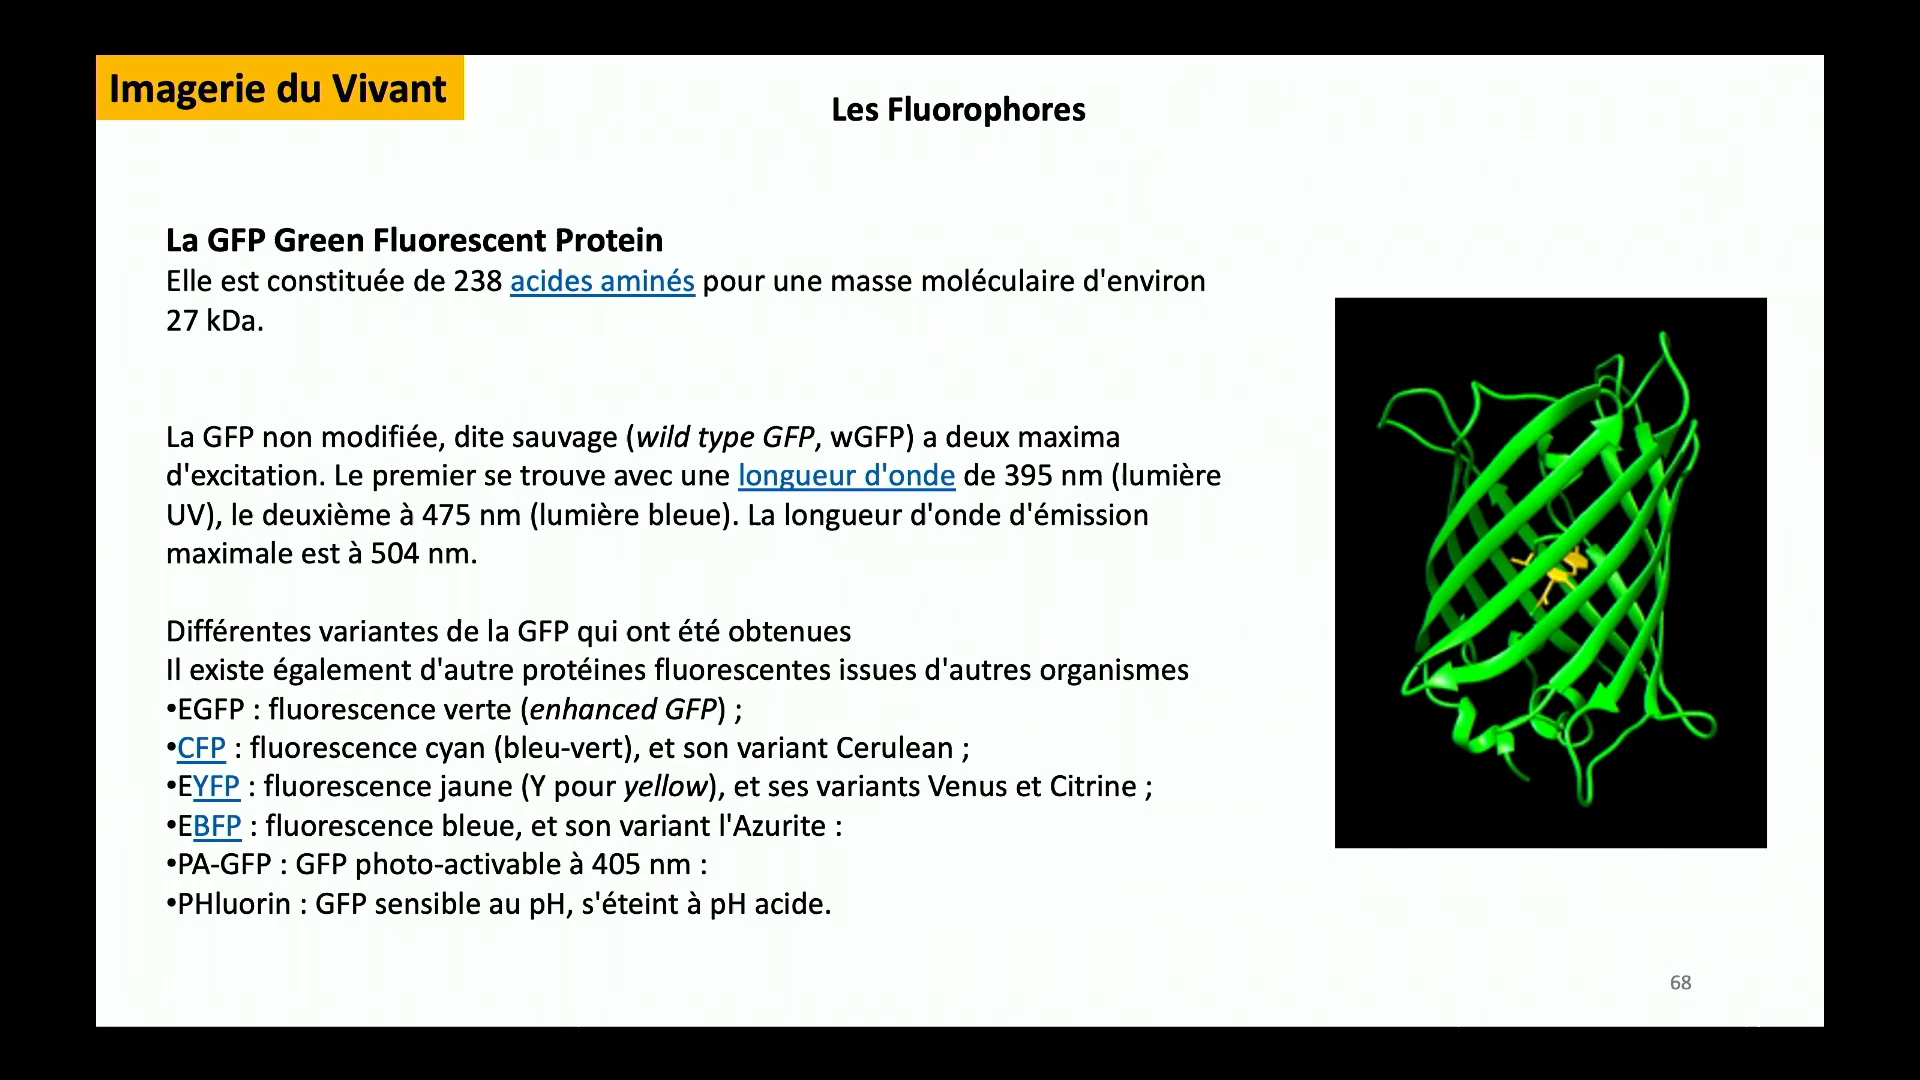 Imagerie du Vivant
Les Fluorophores
La GFP Green Fluorescent Protein
Elle est constituée de 238 acides aminés pour une masse moléculaire d'environ
27 kDa.
La GFP non modifiée, dite sauvage (wild type GFP, wGFP) a deux maxima
d'excitation. Le premier se trouve avec une longueur d'onde de 395 nm (lumière
UV), le deuxième à 475 nm (lumière bleue). La longueur d'onde d'émission
maximale est à 504 nm.
Différentes variantes de la GFP qui ont été obtenues
Il existe également d'autre protéines fluorescentes issues d'autres organismes
•EGFP : fluorescence verte (enhanced GFP) ;
•CFP : fluorescence cyan (bleu-vert), et son variant Cerulean ;
•EYFP : fluorescence jaune (Y pour yellow), et ses variants Venus et Citrine ;
•EBFP : fluorescence bleue, et son variant l'Azurite :
•PA-GFP : GFP photo-activable à 405 nm :
•PHluorin : GFP sensible au pH, s'éteint à pH acide.
68